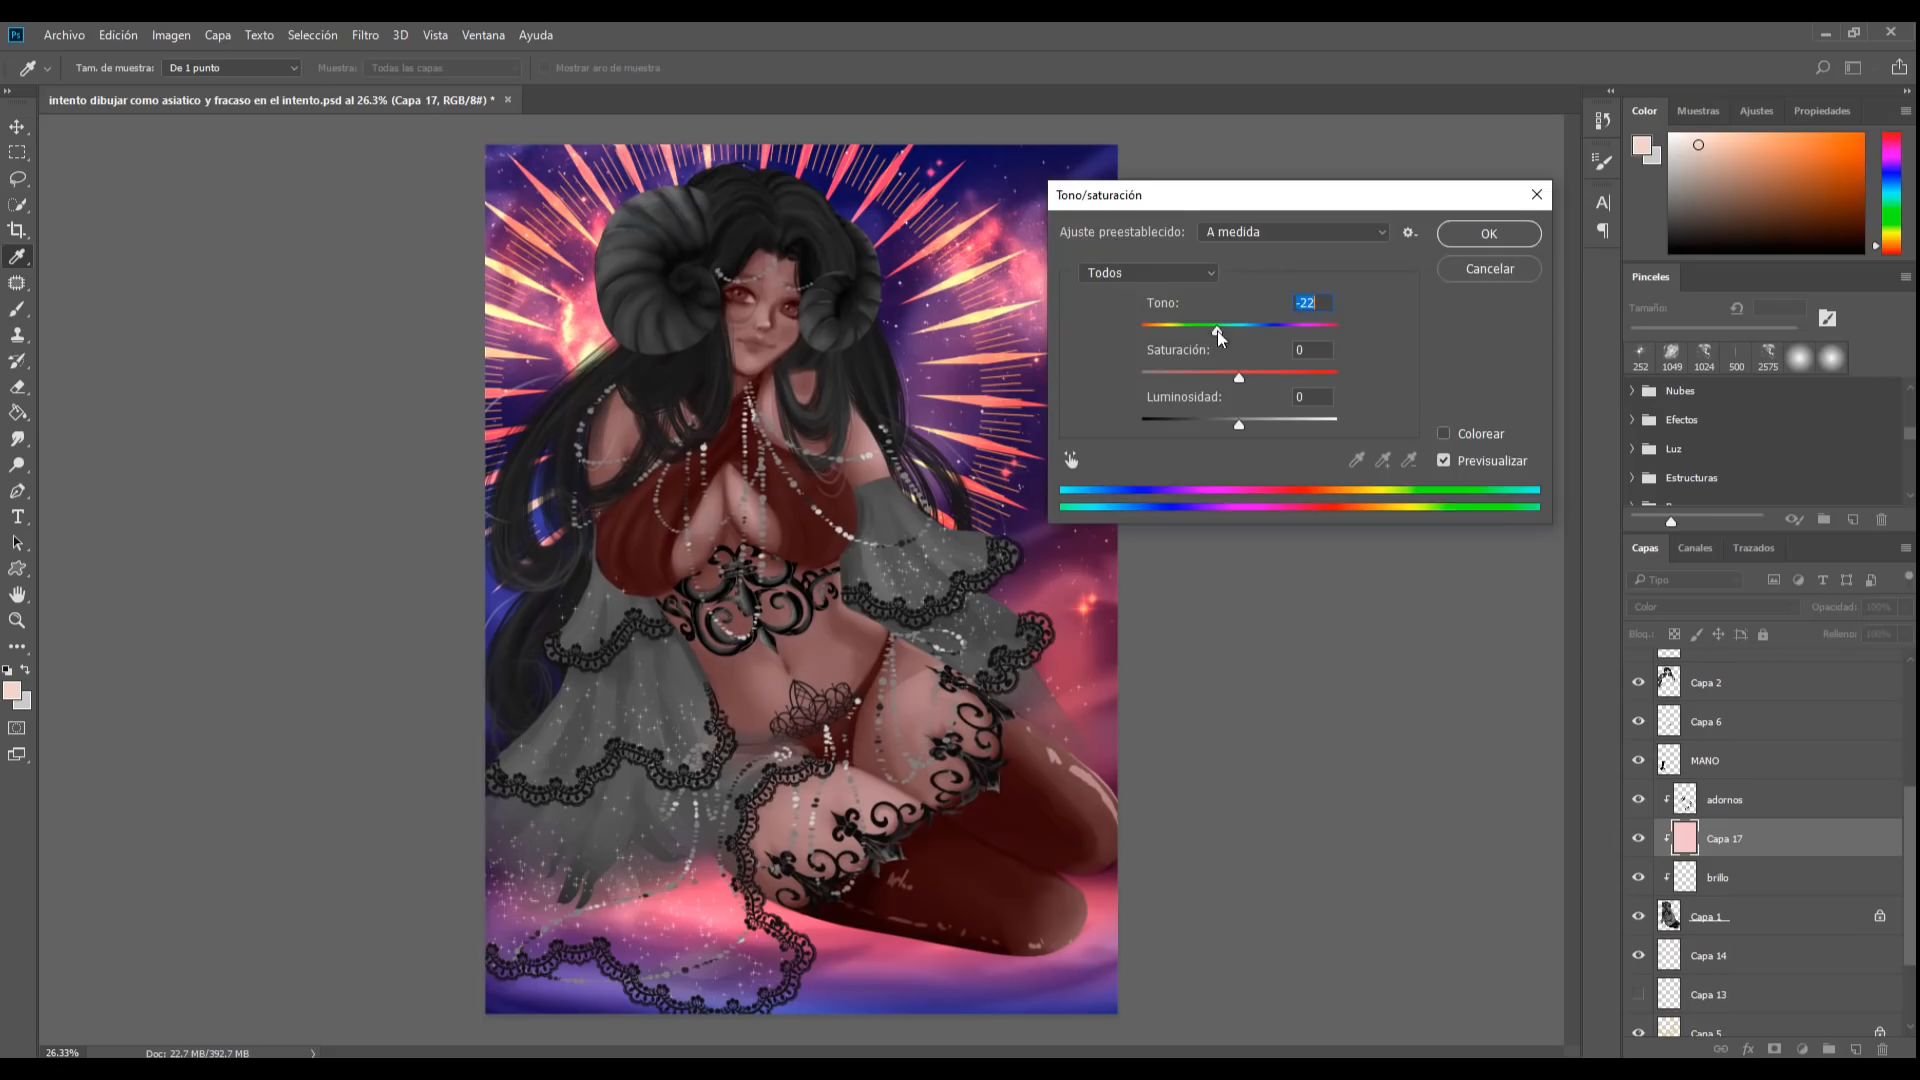 Ps
Archivo Edición Imagen Capa Texto Selección Filtro 3D Vista Ventana Ayuda
Tam. de muestra: De 1 punto Muestra: Todas las capas Mostrar aro de muestra
intento dibujar como asiatico y fracaso en el intento.psd al 26.3% (Capa 17, RGB/8#) *
Color Muestras Ajustes Propiedades
Tono/saturación
Ajuste preestablecido: A medida
OK
Cancelar
Todos
Tono: -22
Saturación: 0
Luminosidad: 0
Colorear
Previsualizar
Pinceles
Tamaño:
252 1049 1024 500 2575
Nubes
Efectos
Luz
Estructuras
Capas Canales Trazados
Tipo
Color Opacidad: 100%
Bloq.: Relleno: 100%
Capa 2
Capa 6
MANO
adornos
Capa 17
brillo
Capa 1
Capa 14
Capa 13
Capa 5
26.33% Doc: 22.7 MB/392.7 MB